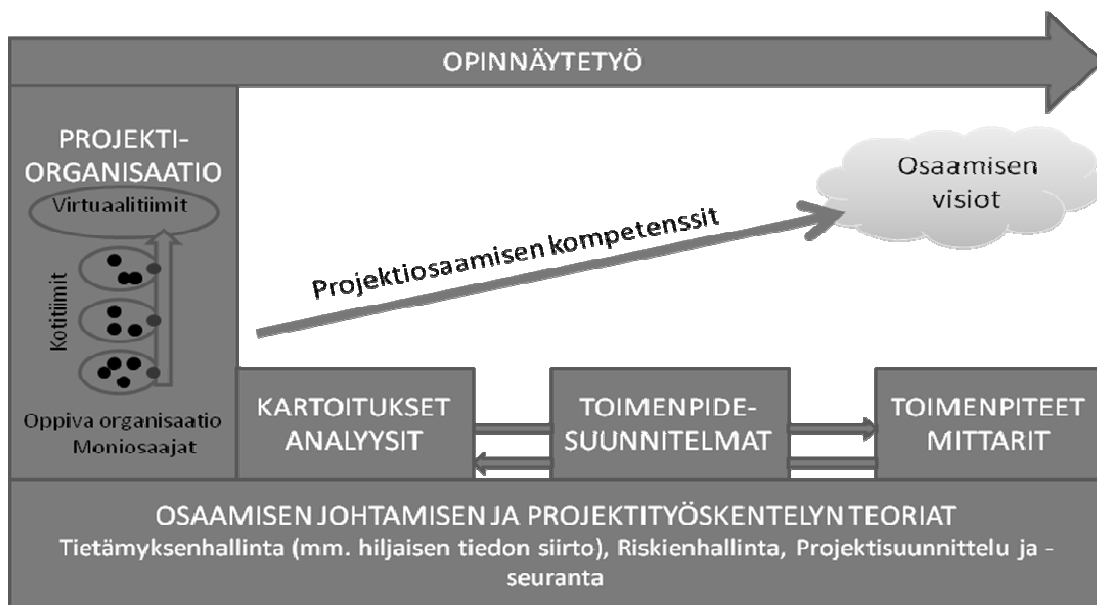 OPINNÄYTETYÖ
PROJEKTI-
ORGANISAATIO
Virtuaalitiimit
Kotitiimit
Oppiva organisaatio
Moniosaajat
Projektiosaamisen kompetenssit
Osaamisen
visiot
KARTOITUKSET
ANALYYSIT
TOIMENPIDE-
SUUNNITELMAT
TOIMENPITEET
MITTARIT
OSAAMISEN JOHTAMISEN JA PROJEKTITYÖSKENTELYN TEORIAT
Tietämyksenhallinta (mm. hiljaisen tiedon siirto), Riskienhallinta, Projektisuunnittelu ja -
seuranta